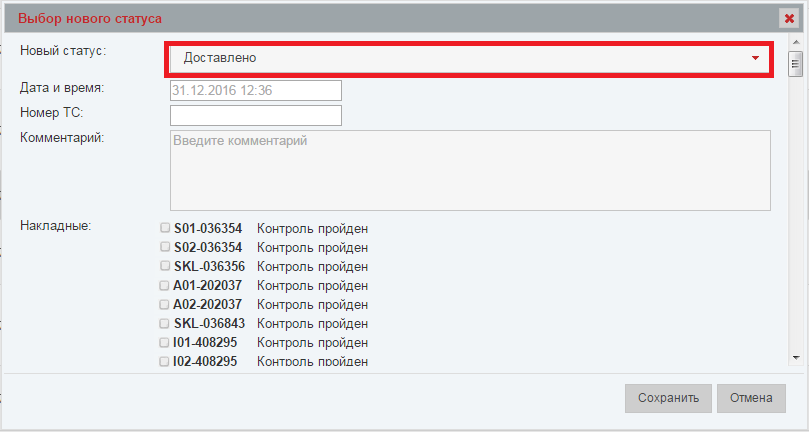 Выбор нового статуса
Новый статус: Доставлено
Дата и время: 31.12.2016 12:36
Номер ТС:
Комментарий: Введите комментарий
Накладные:
S01-036354 Контроль пройден
S02-036354 Контроль пройден
SKL-036356 Контроль пройден
A01-202037 Контроль пройден
A02-202037 Контроль пройден
SKL-036843 Контроль пройден
I01-408295 Контроль пройден
I02-408295 Контроль пройден
Сохранить Отмена